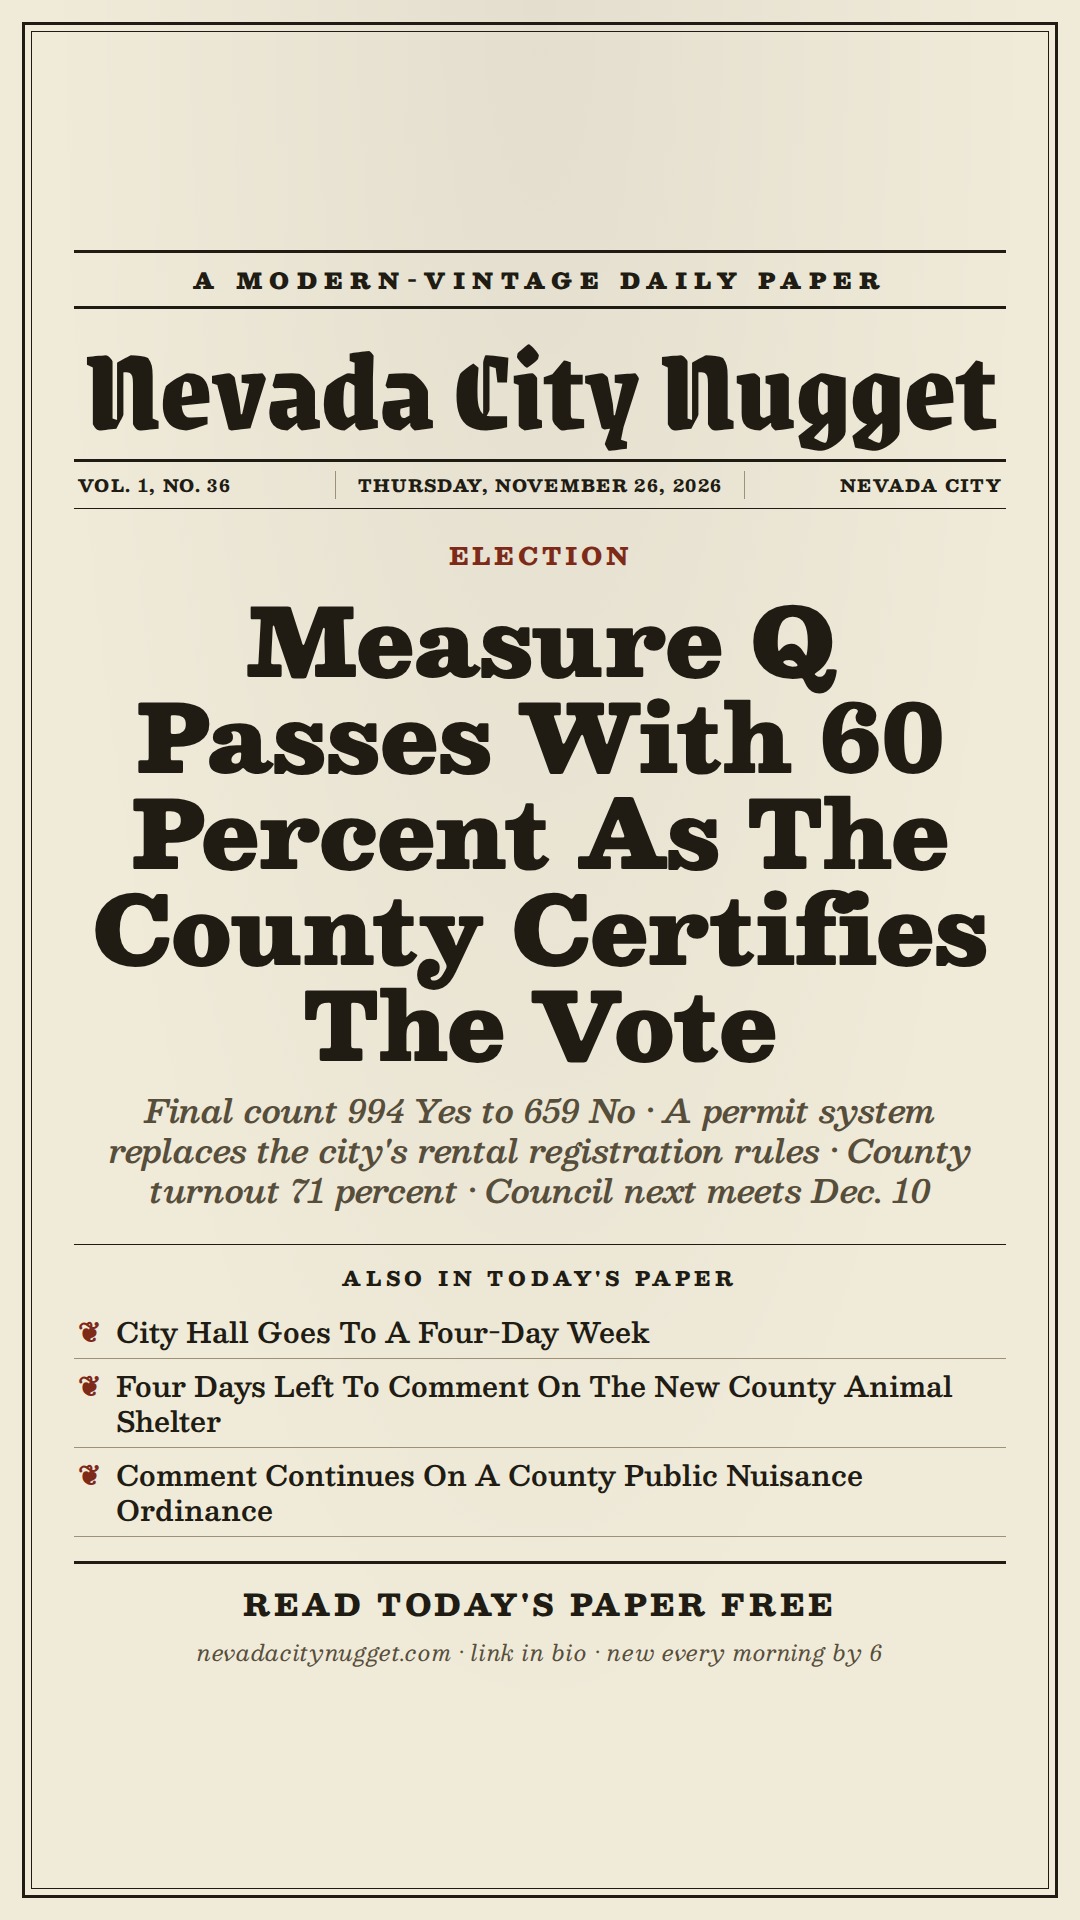 A MODERN-VINTAGE DAILY PAPER
Nevada City Nugget
VOL. 1, NO. 36
THURSDAY, NOVEMBER 26, 2026
NEVADA CITY
ELECTION
Measure Q
Passes With 60
Percent As The
County Certifies
The Vote
Final count 994 Yes to 659 No · A permit system
replaces the city's rental registration rules · County
turnout 71 percent · Council next meets Dec. 10
ALSO IN TODAY'S PAPER
❦ City Hall Goes To A Four-Day Week
❦ Four Days Left To Comment On The New County Animal
Shelter
❦ Comment Continues On A County Public Nuisance
Ordinance
READ TODAY'S PAPER FREE
nevadacitynugget.com · link in bio · new every morning by 6